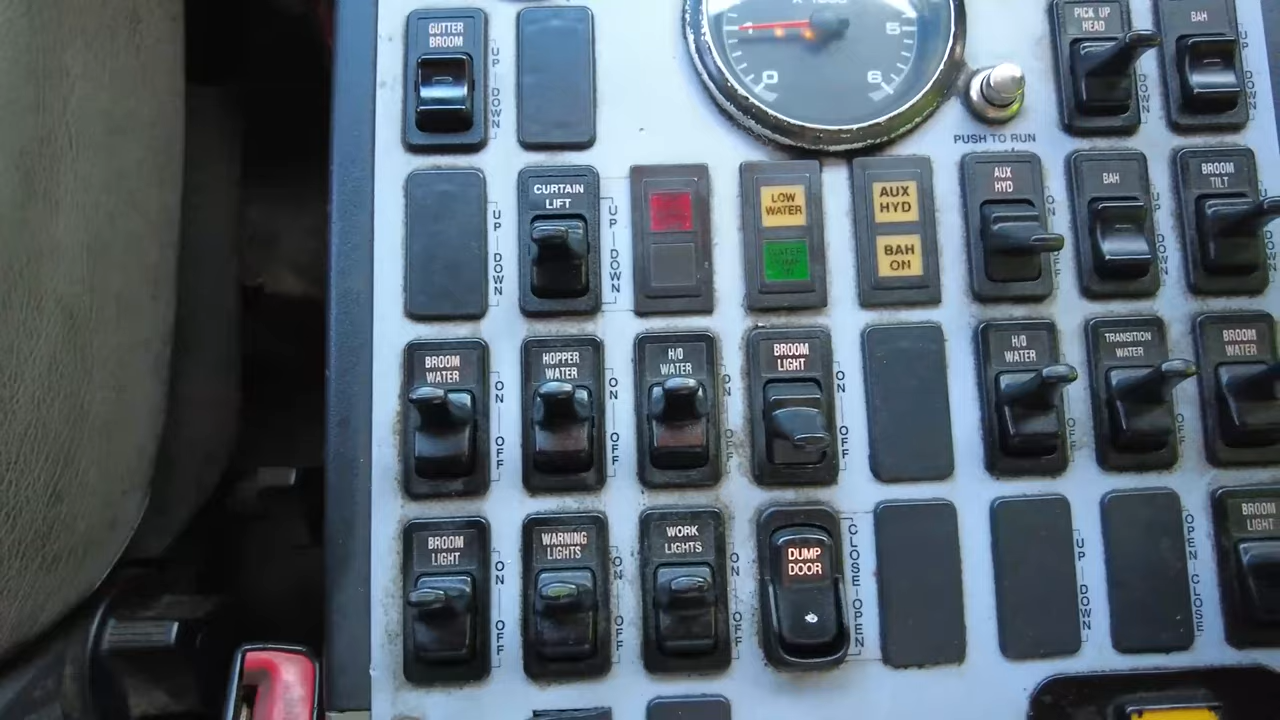 GUTTER
BROOM
UP
DOWN
1
0
5
6
PICK UP
HEAD
DOWN
BAH
UP
DOWN
PUSH TO RUN
UP
DOWN
CURTAIN
LIFT
UP
DOWN
LOW
WATER
WATER
ON
AUX
HYD
BAH
ON
AUX
HYD
ON
OFF
BAH
UP
DOWN
BROOM
TILT
BROOM
WATER
ON
OFF
HOPPER
WATER
ON
OFF
H/O
WATER
ON
OFF
BROOM
LIGHT
ON
OFF
H/O
WATER
OFF
TRANSITION
WATER
OFF
BROOM
WATER
BROOM
LIGHT
ON
OFF
WARNING
LIGHTS
ON
OFF
WORK
LIGHTS
ON
OFF
DUMP
DOOR
CLOSE
OPEN
UP
DOWN
OPEN
CLOSE
BROOM
LIGHT